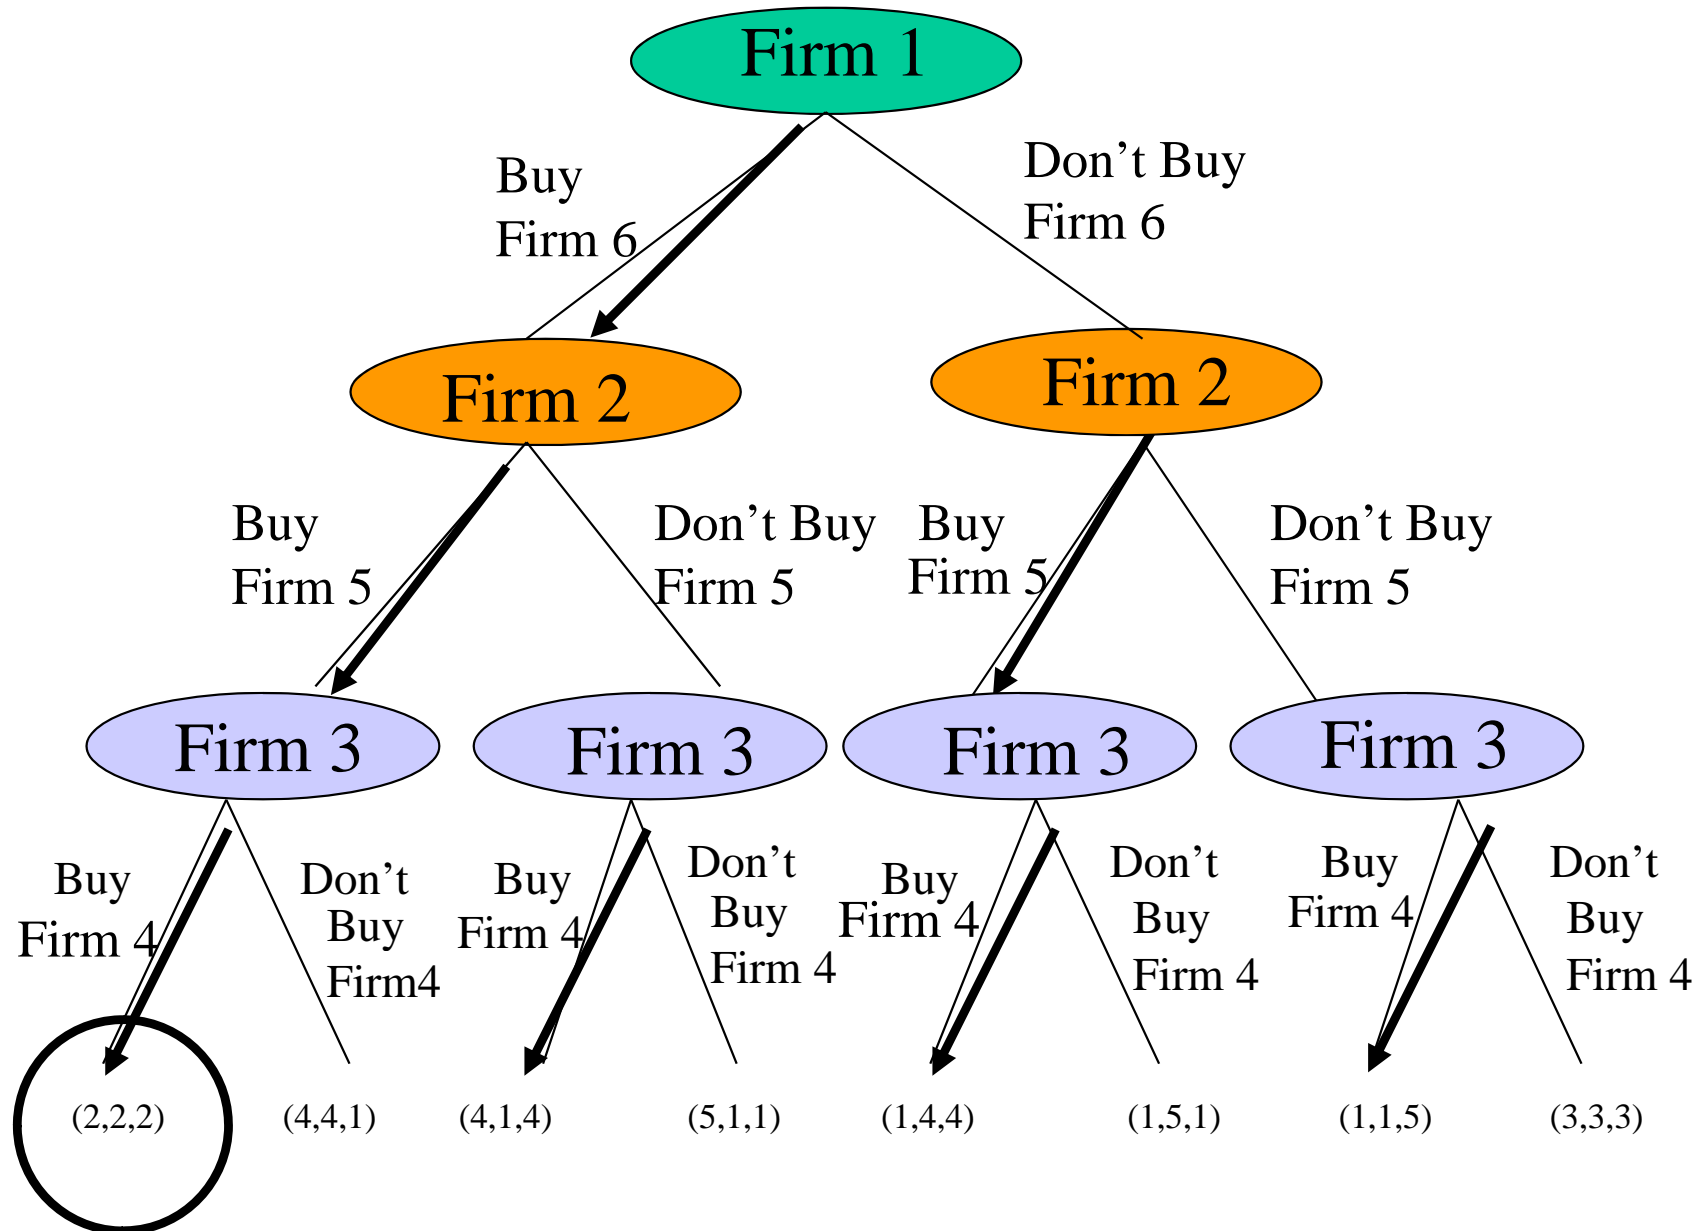 Firm 1
Buy
Firm 6
Don't Buy
Firm 6
Firm 2
Firm 2
Buy
Firm 5
Don't Buy
Firm 5
Buy
Firm 5
Don't Buy
Firm 5
Firm 3
Firm 3
Firm 3
Firm 3
Buy
Firm 4
Don't
Buy
Firm4
Buy
Firm 4
Don't
Buy
Firm 4
Buy
Firm 4
Don't
Buy
Firm 4
Buy
Firm 4
Don't
Buy
Firm 4
(2,2,2)
(4,4,1)
(4,1,4)
(5,1,1)
(1,4,4)
(1,5,1)
(1,1,5)
(3,3,3)